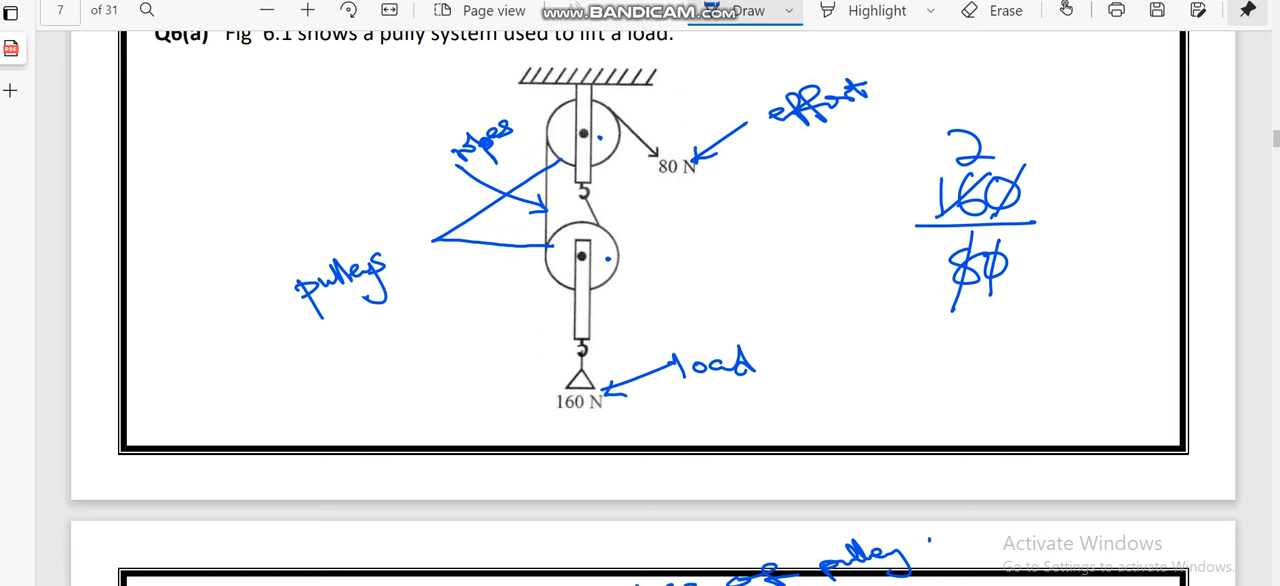 7 of 31 Page view Draw Highlight Erase
www.BANDICAM.com
Q6(a) Fig 6.1 shows a pully system used to lift a load.
effort
ropes
80 N
2
160
80
pulleys
load
160 N
of pulley
Activate Windows
Go to Settings to activate Windows.